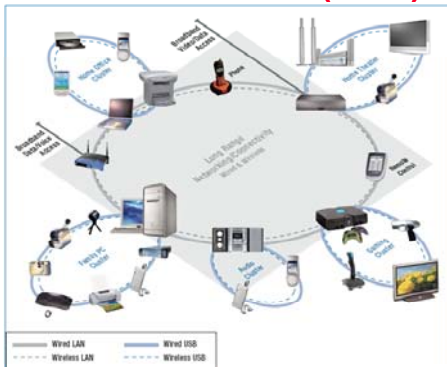 Broadband
Video/Data
Access
Home Office
Cluster
Phone
Home Theater
Cluster
Broadband
Data/Voice
Access
Long Range
Networking/Connectivity
Wired & Wireless
Remote
Control
Family PC
Cluster
Audio
Cluster
Gaming
Cluster
Wired LAN
Wired USB
Wireless LAN
Wireless USB